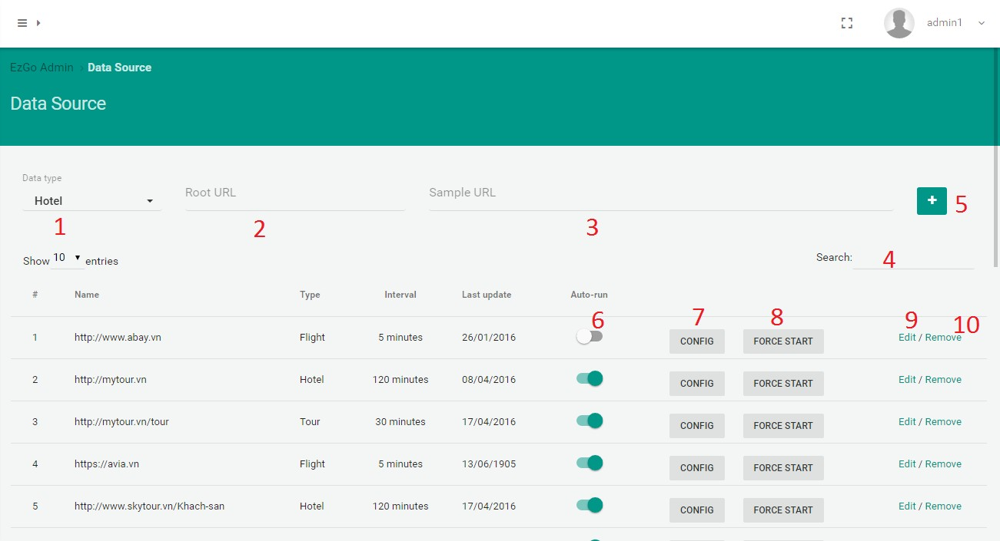 admin1
EzGo Admin › Data Source
Data Source
Data type
Hotel
Root URL
Sample URL
+
5
1
2
3
Show 10 entries
Search:
4
# Name Type Interval Last update Auto-run
6 7 8 9 10
1 http://www.abay.vn Flight 5 minutes 26/01/2016 CONFIG FORCE START Edit / Remove
2 http://mytour.vn Hotel 120 minutes 08/04/2016 CONFIG FORCE START Edit / Remove
3 http://mytour.vn/tour Tour 30 minutes 17/04/2016 CONFIG FORCE START Edit / Remove
4 https://avia.vn Flight 5 minutes 13/06/1905 CONFIG FORCE START Edit / Remove
5 http://www.skytour.vn/Khach-san Hotel 120 minutes 17/04/2016 CONFIG FORCE START Edit / Remove